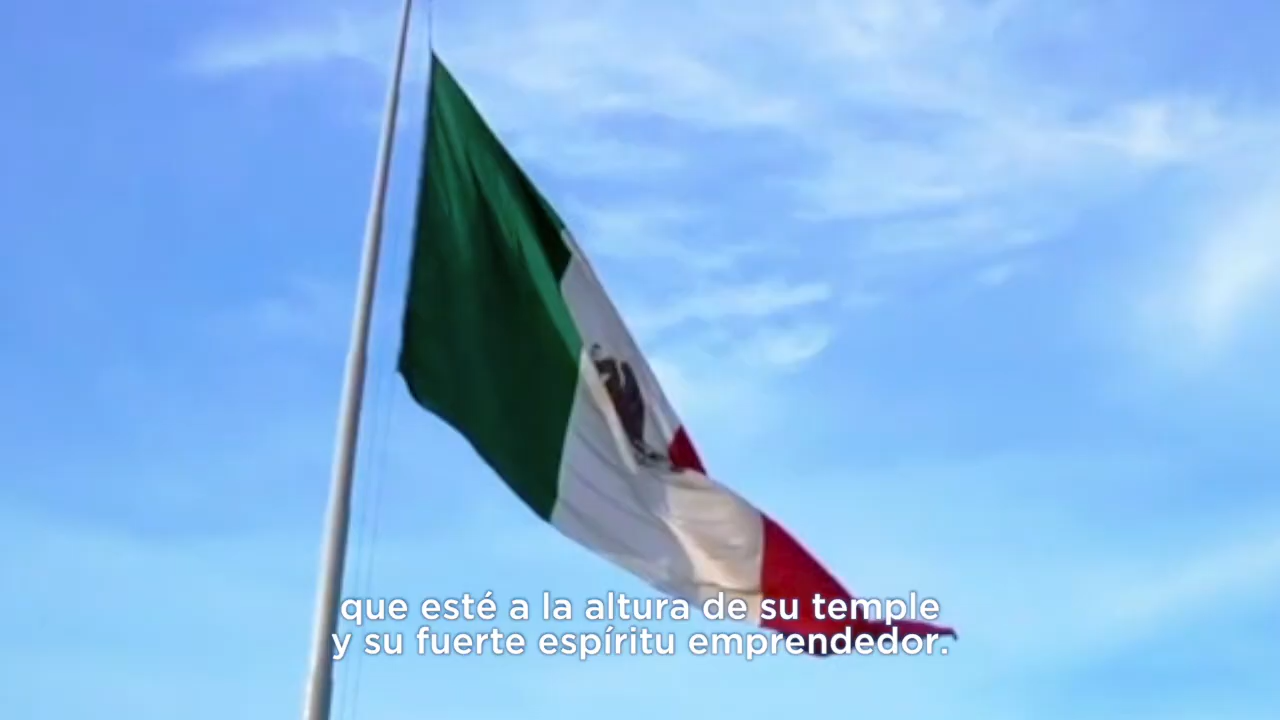 que esté a la altura de su temple
y su fuerte espíritu emprendedor.